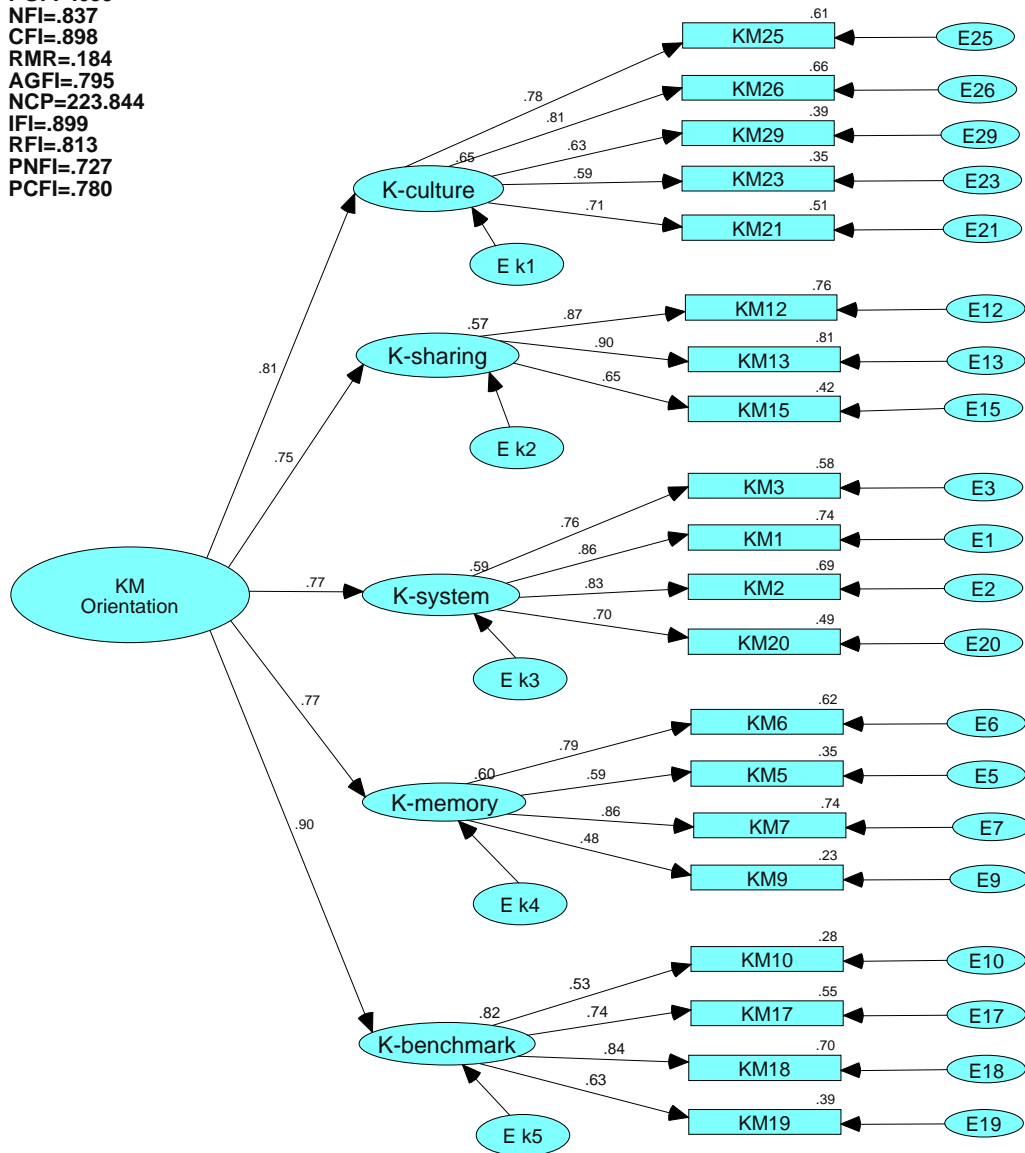 NFI=.837
CFI=.898
RMR=.184
AGFI=.795
NCP=223.844
IFI=.899
RFI=.813
PNFI=.727
PCFI=.780
.61
KM25
E25
.78
.66
KM26
E26
.81
.39
KM29
E29
.63
.65
K-culture
.35
KM23
E23
.59
.51
KM21
E21
.71
E k1
.81
.76
KM12
E12
.87
.57
K-sharing
.81
KM13
E13
.90
.42
KM15
E15
.65
E k2
.75
.58
KM3
E3
.76
.74
KM1
E1
.86
.59
K-system
.69
KM2
E2
.83
.49
KM20
E20
.70
KM
Orientation
.77
E k3
.77
.62
KM6
E6
.79
.60
K-memory
.35
KM5
E5
.59
.74
KM7
E7
.86
.23
KM9
E9
.48
E k4
.90
.28
KM10
E10
.53
.82
K-benchmark
.55
KM17
E17
.74
.70
KM18
E18
.84
.39
KM19
E19
.63
E k5